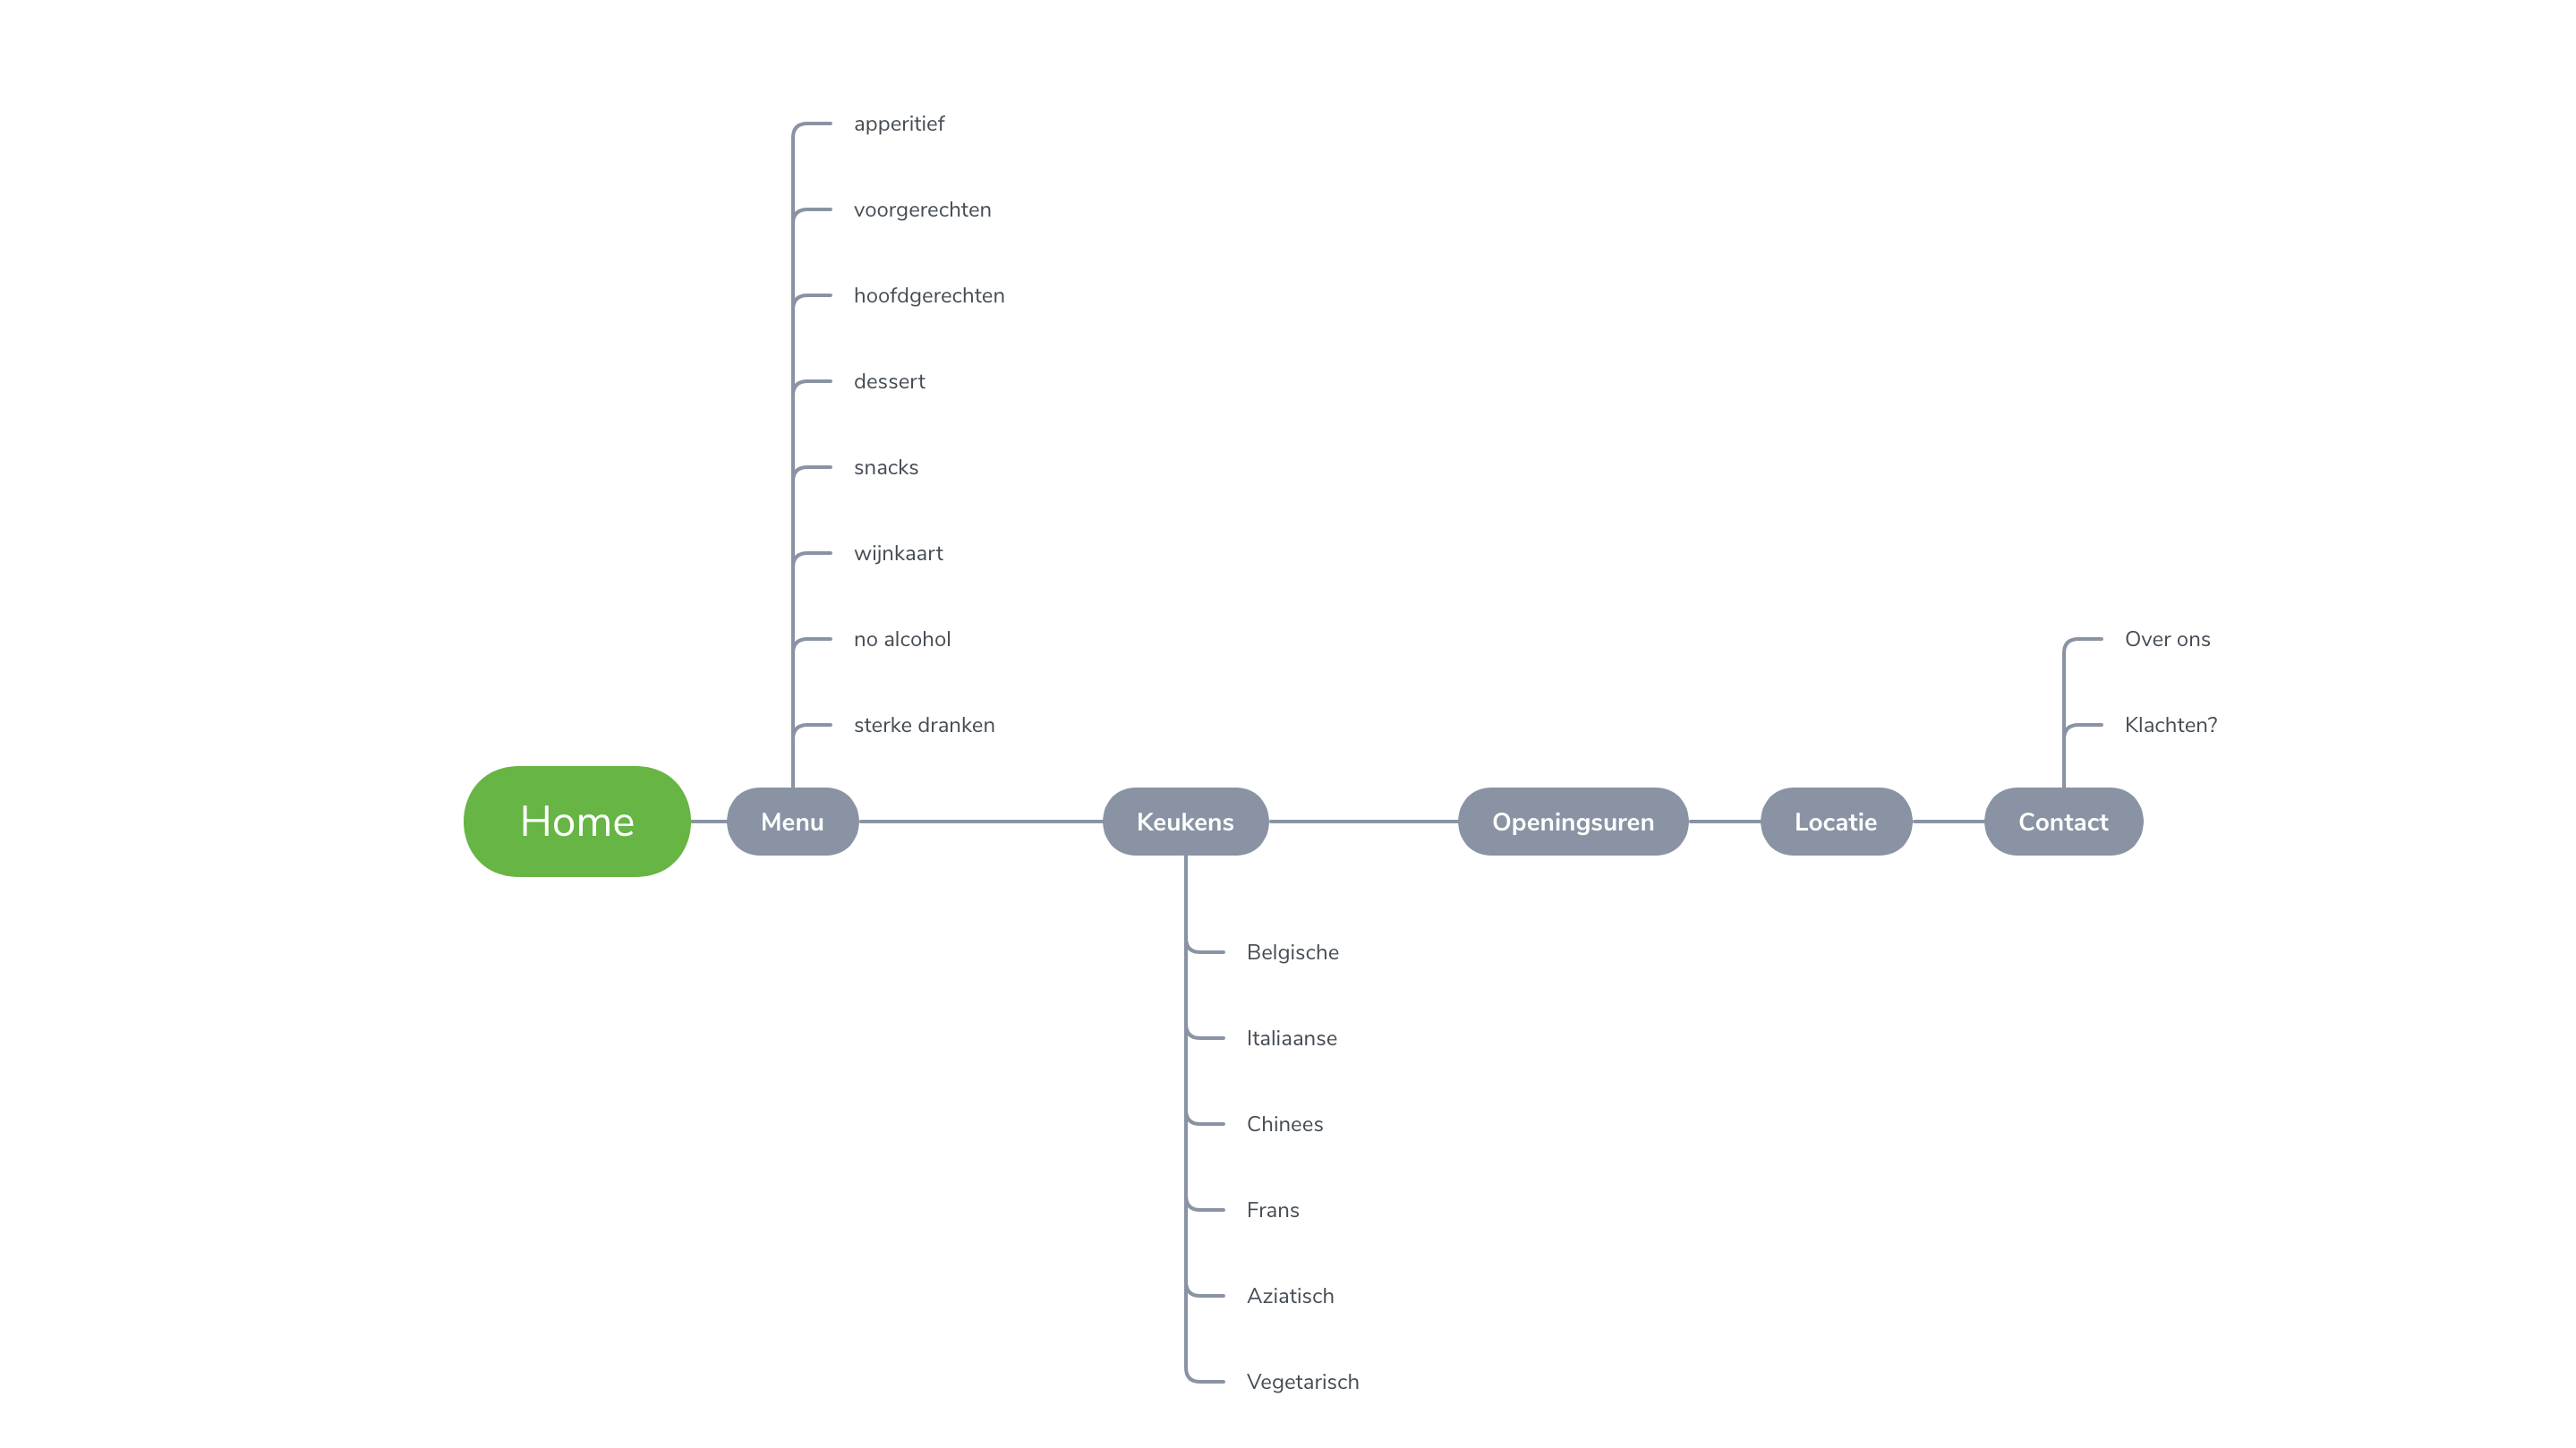 apperitief
voorgerechten
hoofdgerechten
dessert
snacks
wijnkaart
no alcohol
sterke dranken
Over ons
Klachten?
Home
Menu
Keukens
Openingsuren
Locatie
Contact
Belgische
Italiaanse
Chinees
Frans
Aziatisch
Vegetarisch